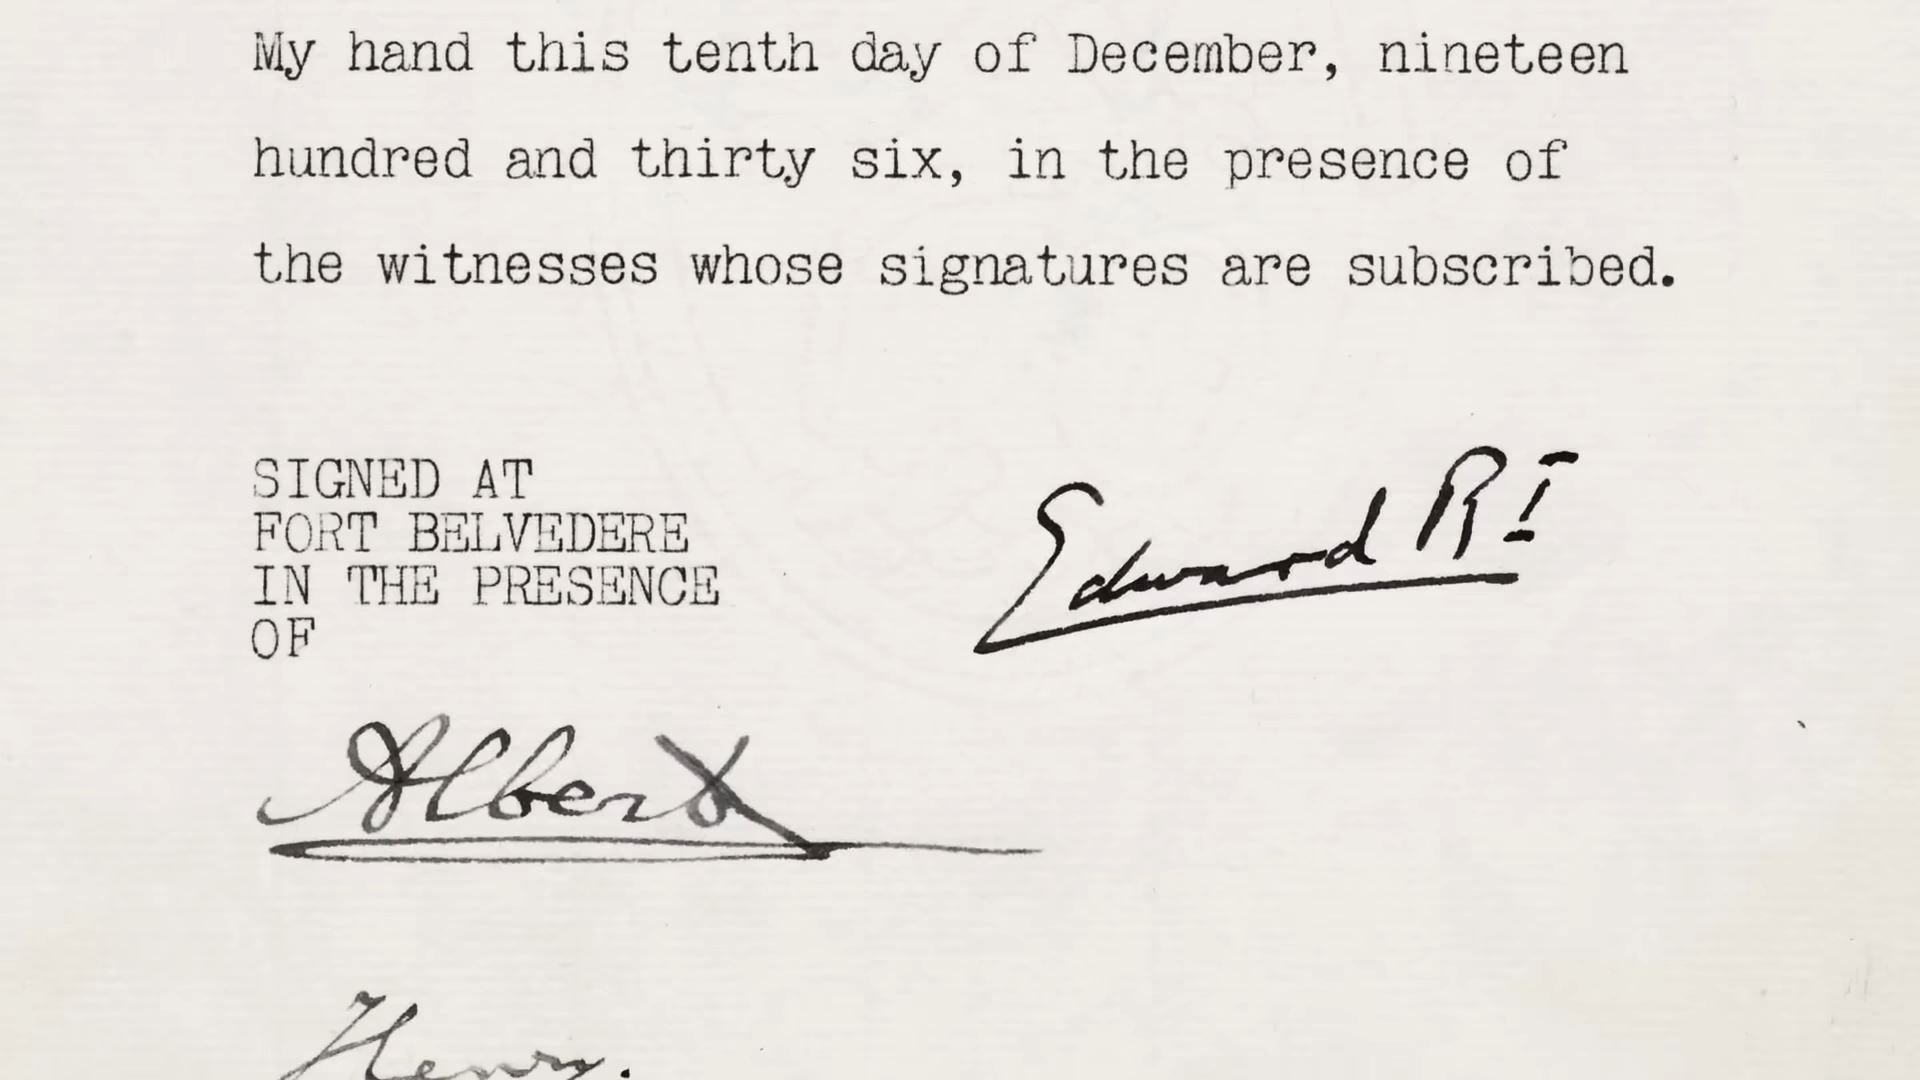 My hand this tenth day of December, nineteen
hundred and thirty six, in the presence of
the witnesses whose signatures are subscribed.
SIGNED AT
FORT BELVEDERE
IN THE PRESENCE
OF
Edward RI
Albert
Henry.